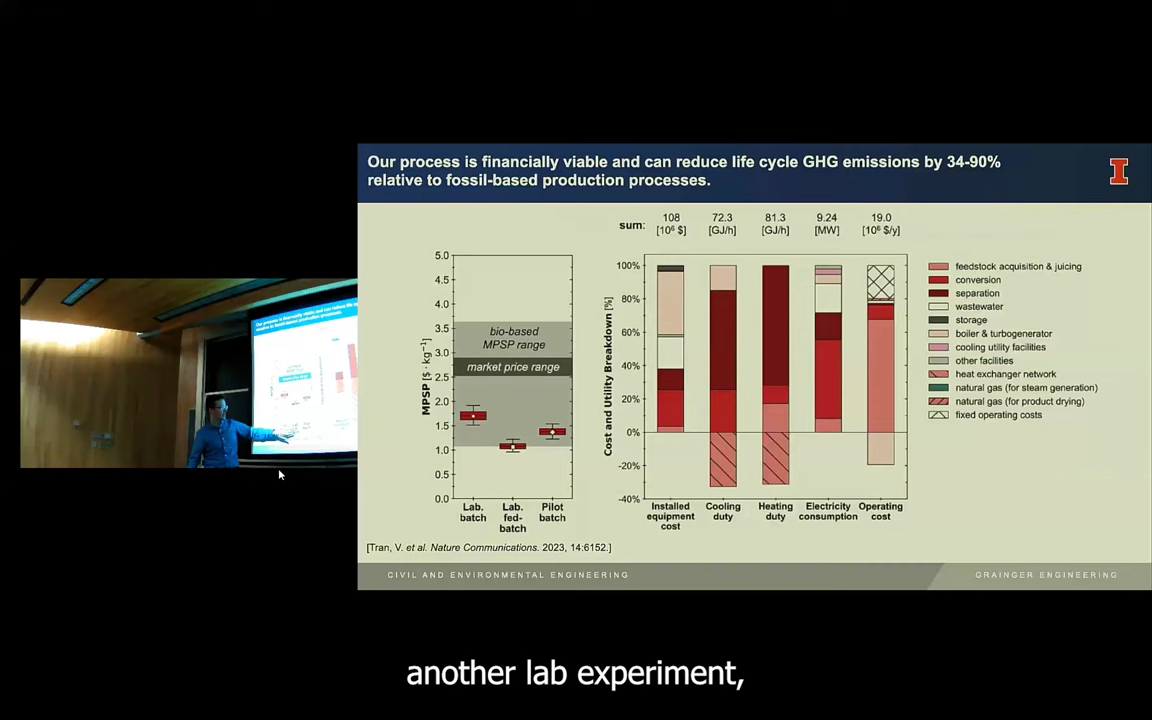 Our process is financially viable and can reduce life cycle GHG emissions by 34-90%
relative to fossil-based production processes.
I
sum:
108
[10⁶ $]
72.3
[GJ/h]
81.3
[GJ/h]
9.24
[MW]
19.0
[10⁶ $/y]
MPSP [$ · kg⁻¹]
5.0
4.5
4.0
3.5
3.0
2.5
2.0
1.5
1.0
0.5
0.0
bio-based
MPSP range
market price range
Lab.
batch
Lab.
fed-
batch
Pilot
batch
Cost and Utility Breakdown [%]
100%
80%
60%
40%
20%
0%
-20%
-40%
Installed
equipment
cost
Cooling
duty
Heating
duty
Electricity
consumption
Operating
cost
feedstock acquisition & juicing
conversion
separation
wastewater
storage
boiler & turbogenerator
cooling utility facilities
other facilities
heat exchanger network
natural gas (for steam generation)
natural gas (for product drying)
fixed operating costs
[Tran, V. et al. Nature Communications. 2023, 14:6152.]
CIVIL AND ENVIRONMENTAL ENGINEERING
GRAINGER ENGINEERING
another lab experiment,